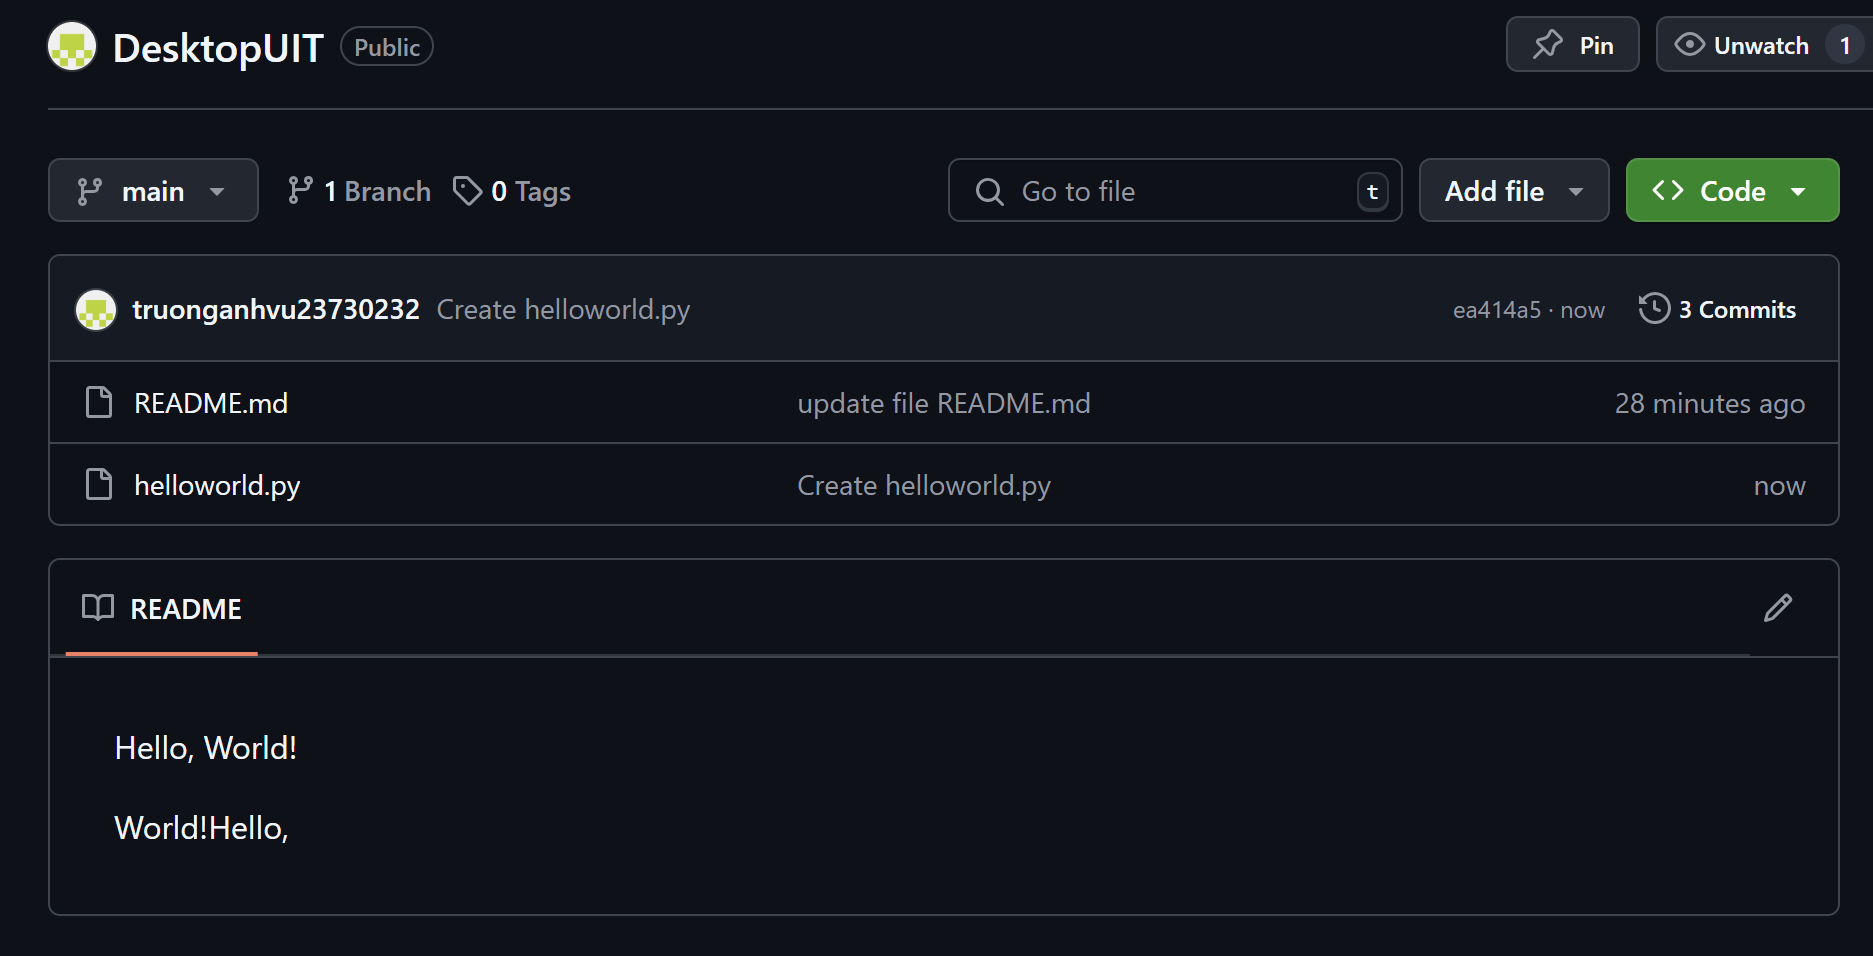 DesktopUIT Public Pin Unwatch 1
main 1 Branch 0 Tags Go to file t Add file Code
truonganhvu23730232 Create helloworld.py ea414a5 · now 3 Commits
README.md update file README.md 28 minutes ago
helloworld.py Create helloworld.py now
README
Hello, World!
World!Hello,